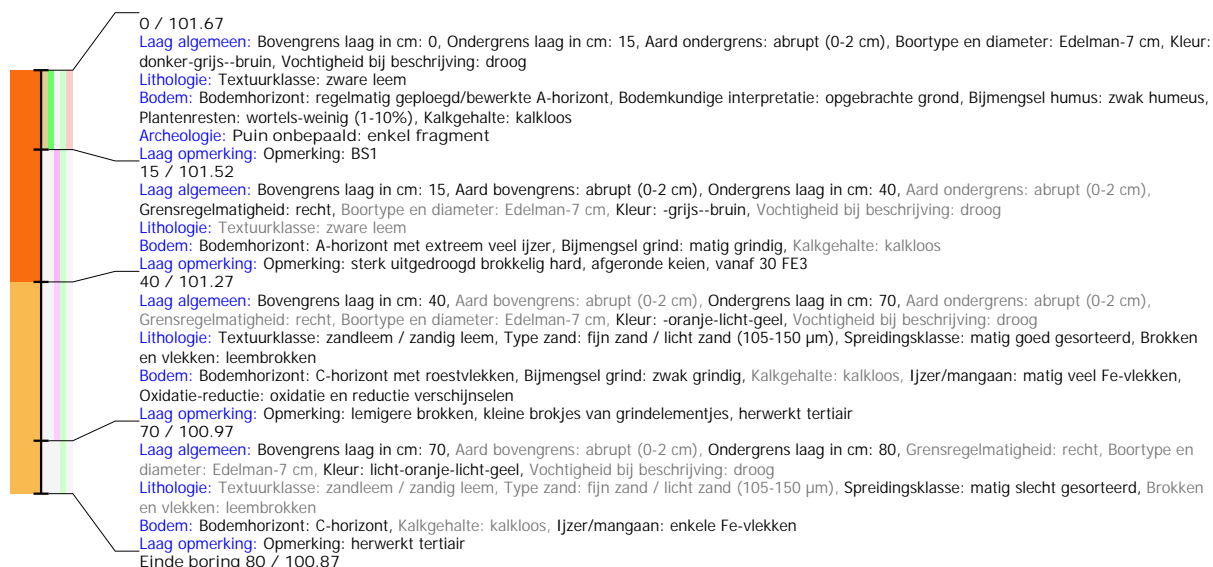 0 / 101.67
Laag algemeen: Bovengrens laag in cm: 0, Ondergrens laag in cm: 15, Aard ondergrens: abrupt (0-2 cm), Boortype en diameter: Edelman-7 cm, Kleur:
donker-grijs--bruin, Vochtigheid bij beschrijving: droog
Lithologie: Textuurklasse: zware leem
Bodem: Bodemhorizont: regelmatig geploegd/bewerkte A-horizont, Bodemkundige interpretatie: opgebrachte grond, Bijmengsel humus: zwak humeus,
Plantenresten: wortels-weinig (1-10%), Kalkgehalte: kalkloos
Archeologie: Puin onbepaald: enkel fragment
Laag opmerking: Opmerking: BS1
15 / 101.52
Laag algemeen: Bovengrens laag in cm: 15, Aard bovengrens: abrupt (0-2 cm), Ondergrens laag in cm: 40, Aard ondergrens: abrupt (0-2 cm),
Grensregelmatigheid: recht, Boortype en diameter: Edelman-7 cm, Kleur: -grijs--bruin, Vochtigheid bij beschrijving: droog
Lithologie: Textuurklasse: zware leem
Bodem: Bodemhorizont: A-horizont met extreem veel ijzer, Bijmengsel grind: matig grindig, Kalkgehalte: kalkloos
Laag opmerking: Opmerking: sterk uitgedroogd brokkelig hard, afgeronde keien, vanaf 30 FE3
40 / 101.27
Laag algemeen: Bovengrens laag in cm: 40, Aard bovengrens: abrupt (0-2 cm), Ondergrens laag in cm: 70, Aard ondergrens: abrupt (0-2 cm),
Grensregelmatigheid: recht, Boortype en diameter: Edelman-7 cm, Kleur: -oranje-licht-geel, Vochtigheid bij beschrijving: droog
Lithologie: Textuurklasse: zandleem / zandig leem, Type zand: fijn zand / licht zand (105-150 µm), Spreidingsklasse: matig goed gesorteerd, Brokken
en vlekken: leembrokken
Bodem: Bodemhorizont: C-horizont met roestvlekken, Bijmengsel grind: zwak grindig, Kalkgehalte: kalkloos, Ijzer/mangaan: matig veel Fe-vlekken,
Oxidatie-reductie: oxidatie en reductie verschijnselen
Laag opmerking: Opmerking: lemigere brokken, kleine brokjes van grindelementjes, herwerkt tertiair
70 / 100.97
Laag algemeen: Bovengrens laag in cm: 70, Aard bovengrens: abrupt (0-2 cm), Ondergrens laag in cm: 80, Grensregelmatigheid: recht, Boortype en
diameter: Edelman-7 cm, Kleur: licht-oranje-licht-geel, Vochtigheid bij beschrijving: droog
Lithologie: Textuurklasse: zandleem / zandig leem, Type zand: fijn zand / licht zand (105-150 µm), Spreidingsklasse: matig slecht gesorteerd, Brokken
en vlekken: leembrokken
Bodem: Bodemhorizont: C-horizont, Kalkgehalte: kalkloos, Ijzer/mangaan: enkele Fe-vlekken
Laag opmerking: Opmerking: herwerkt tertiair
Einde boring 80 / 100.87